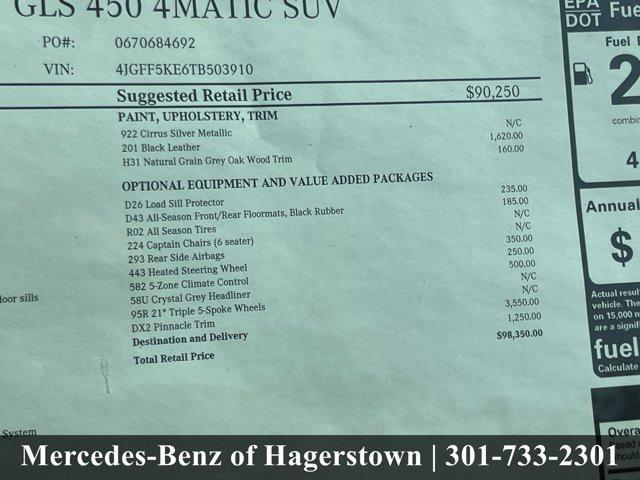 GLS 450 4MATIC SUV
PO#: 0670684692
VIN: 4JGFF5KE6TB503910
Suggested Retail Price $90,250
PAINT, UPHOLSTERY, TRIM
922 Cirrus Silver Metallic N/C
201 Black Leather 1,620.00
H31 Natural Grain Grey Oak Wood Trim 160.00
OPTIONAL EQUIPMENT AND VALUE ADDED PACKAGES
D26 Load Sill Protector 235.00
D43 All-Season Front/Rear Floormats, Black Rubber 185.00
R02 All Season Tires N/C
224 Captain Chairs (6 seater) N/C
293 Rear Side Airbags 350.00
443 Heated Steering Wheel 250.00
582 5-Zone Climate Control 500.00
58U Crystal Grey Headliner N/C
95R 21" Triple 5-Spoke Wheels N/C
DX2 Pinnacle Trim 3,550.00
Destination and Delivery 1,250.00
Total Retail Price $98,350.00
door sills
System
EPA
DOT Fue
Fuel E
2
combin
4
Annual
$
Actual resul
vehicle. The
on 15,000 m
are a signifi
fuel
Calculate
Overa
Based
should
Mercedes-Benz of Hagerstown | 301-733-2301